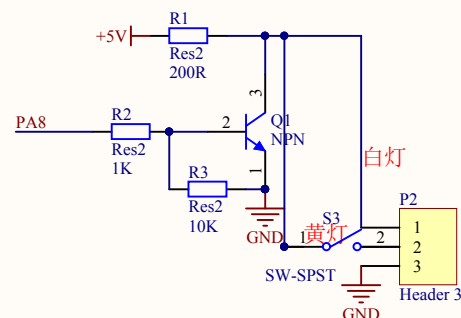 R1
+5V
Res2
200R
3
Q1
NPN
PA8
R2
2
Res2
1K
1
白灯
R3
Res2
10K
P2
S3
GND
1
黄灯
2
1
2
3
SW-SPST
Header 3
GND